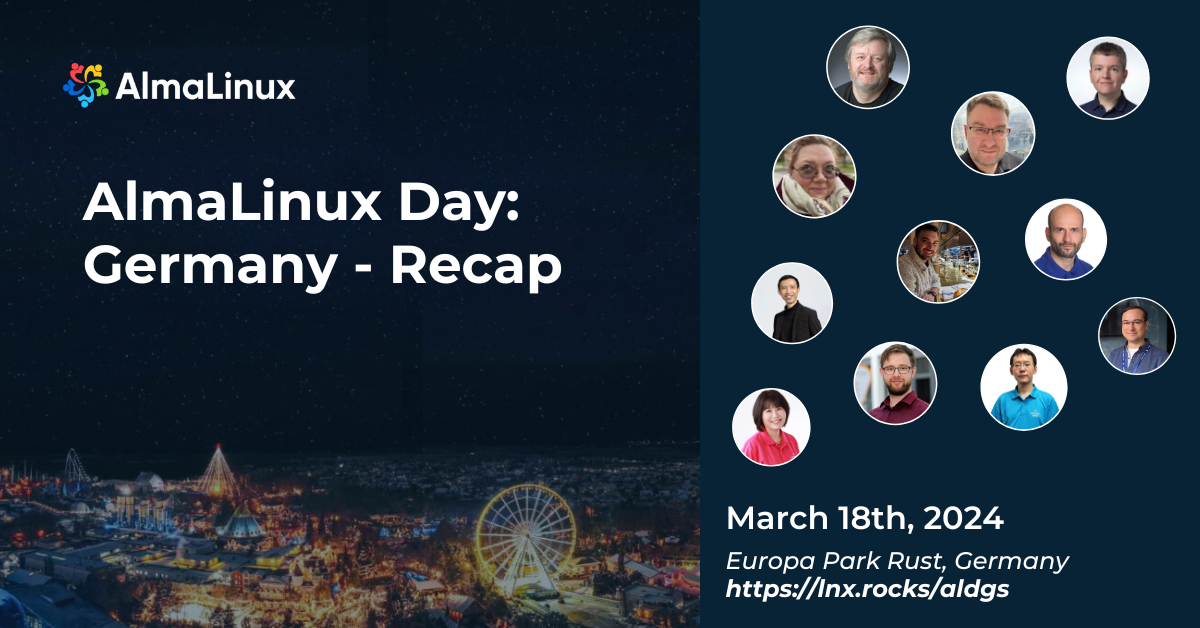 AlmaLinux
AlmaLinux Day:
Germany - Recap
March 18th, 2024
Europa Park Rust, Germany
https://lnx.rocks/aldgs